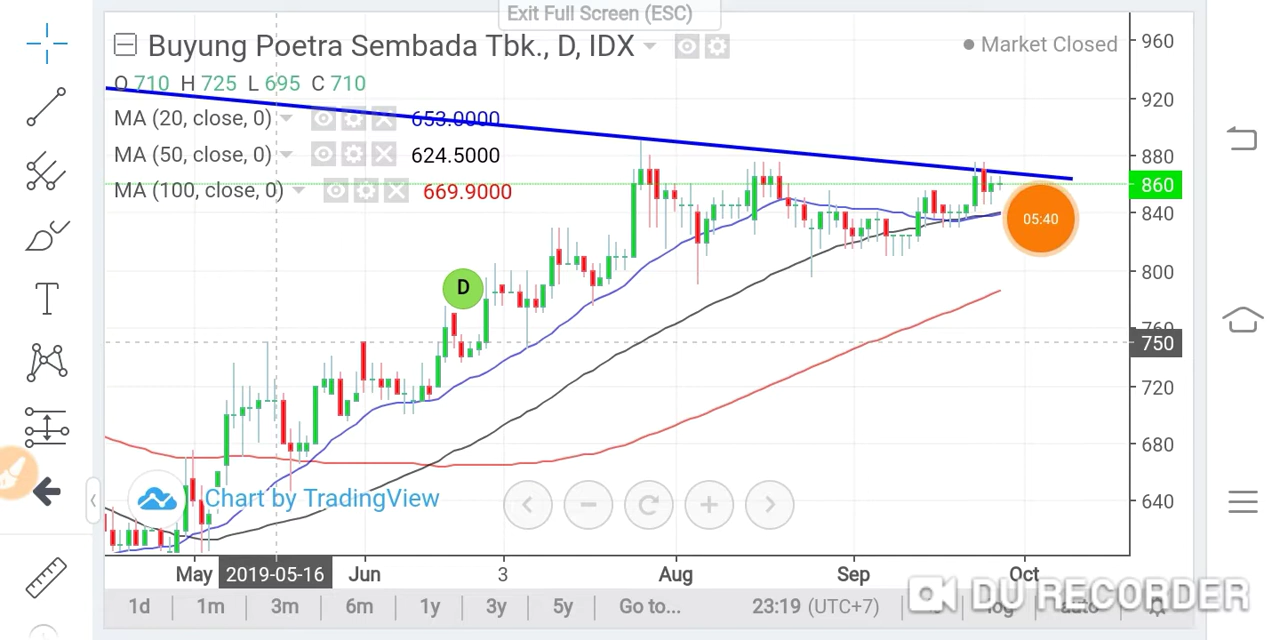 Exit Full Screen (ESC)
Buyung Poetra Sembada Tbk., D, IDX
Market Closed
O 710 H 725 L 695 C 710
MA (20, close, 0) 653.0000
MA (50, close, 0) 624.5000
MA (100, close, 0) 669.9000
960
920
880
860
840
800
760
750
720
680
640
05:40
D
T
Chart by TradingView
May 2019-05-16 Jun 3 Aug Sep Oct
1d 1m 3m 6m 1y 3y 5y Go to... 23:19 (UTC+7) % log auto
DU RECORDER